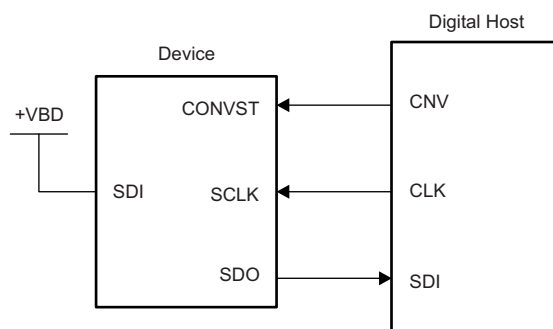 Digital Host
Device
CONVST
CNV
+VBD
SDI
SCLK
CLK
SDO
SDI